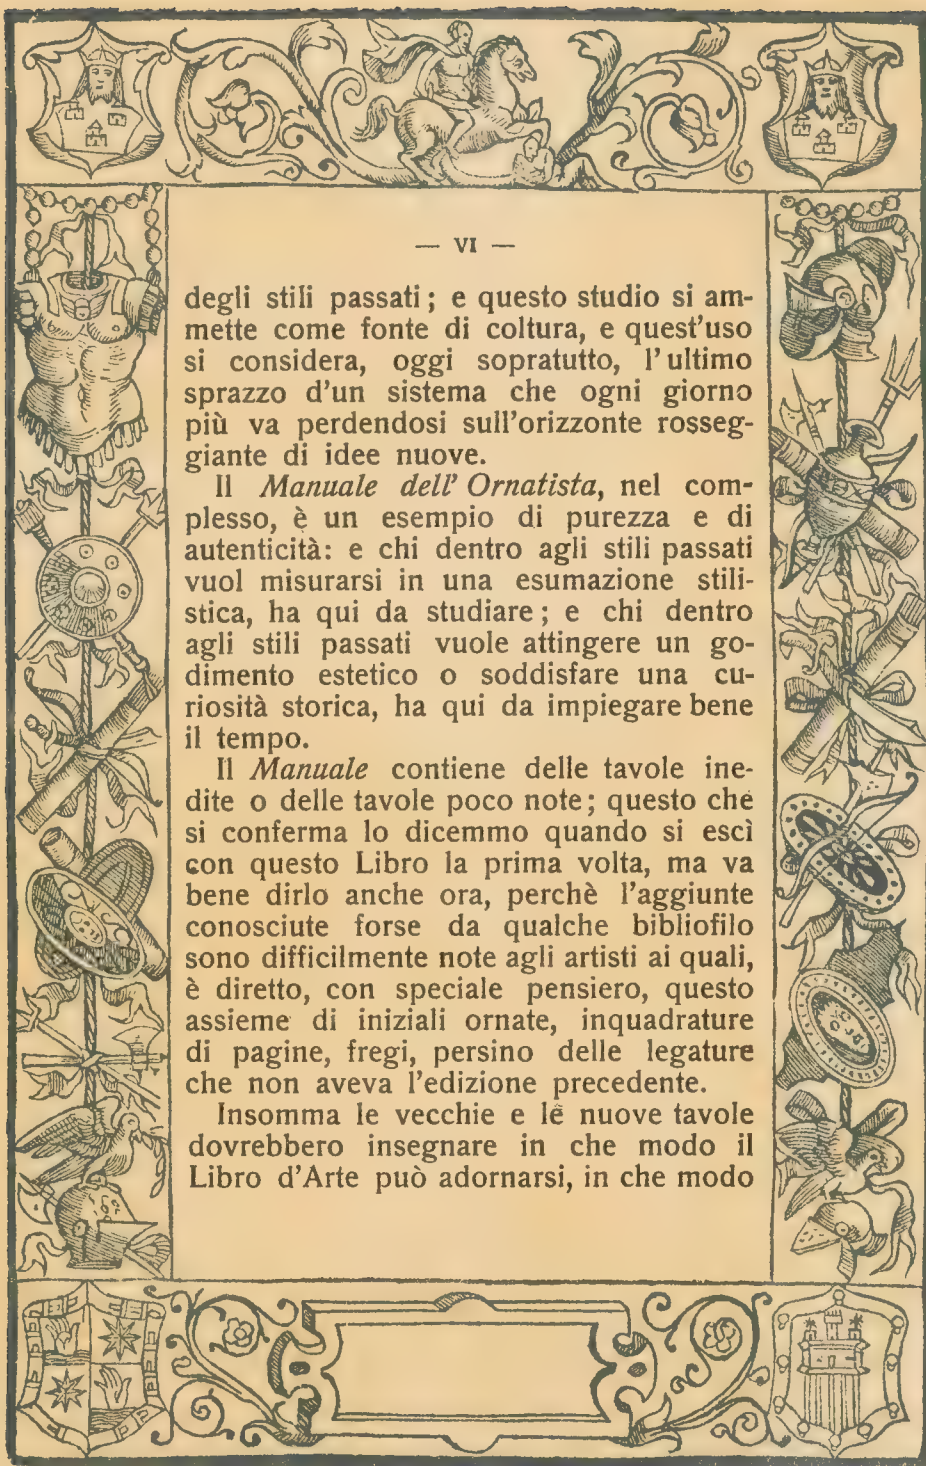 — VI —
degli stili passati; e questo studio si am-
mette come fonte di coltura, e quest'uso
si considera, oggi sopratutto, l'ultimo
sprazzo d'un sistema che ogni giorno
più va perdendosi sull'orizzonte rosseg-
giante di idee nuove.
Il Manuale dell'Ornatista, nel com-
plesso, è un esempio di purezza e di
autenticità: e chi dentro agli stili passati
vuol misurarsi in una esumazione stili-
stica, ha qui da studiare; e chi dentro
agli stili passati vuole attingere un go-
dimento estetico o soddisfare una cu-
riosità storica, ha qui da impiegare bene
il tempo.
Il Manuale contiene delle tavole ine-
dite o delle tavole poco note; questo che
si conferma lo dicemmo quando si escì
con questo Libro la prima volta, ma va
bene dirlo anche ora, perchè l'aggiunte
conosciute forse da qualche bibliofilo
sono difficilmente note agli artisti ai quali,
è diretto, con speciale pensiero, questo
assieme di iniziali ornate, inquadrature
di pagine, fregi, persino delle legature
che non aveva l'edizione precedente.
Insomma le vecchie e le nuove tavole
dovrebbero insegnare in che modo il
Libro d'Arte può adornarsi, in che modo